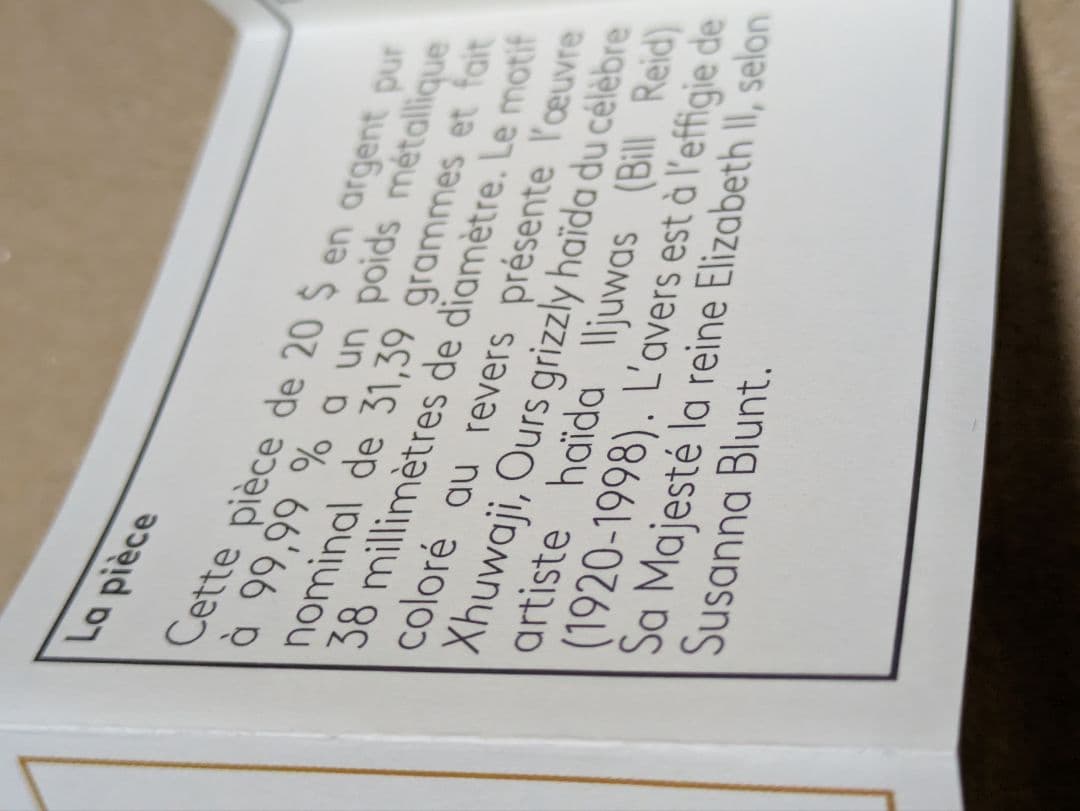 La pièce
Cette pièce de 20 $ en argent pur
à 99,99 % a un poids métallique
nominal de 31,39 grammes et fait
38 millimètres de diamètre. Le motif
coloré au revers présente l'œuvre
Xhuwaji, Ours grizzly haïda du célèbre
artiste haïda Iljuwas (Bill Reid)
(1920-1998). L'avers est à l'effigie de
Sa Majesté la reine Elizabeth II, selon
Susanna Blunt.